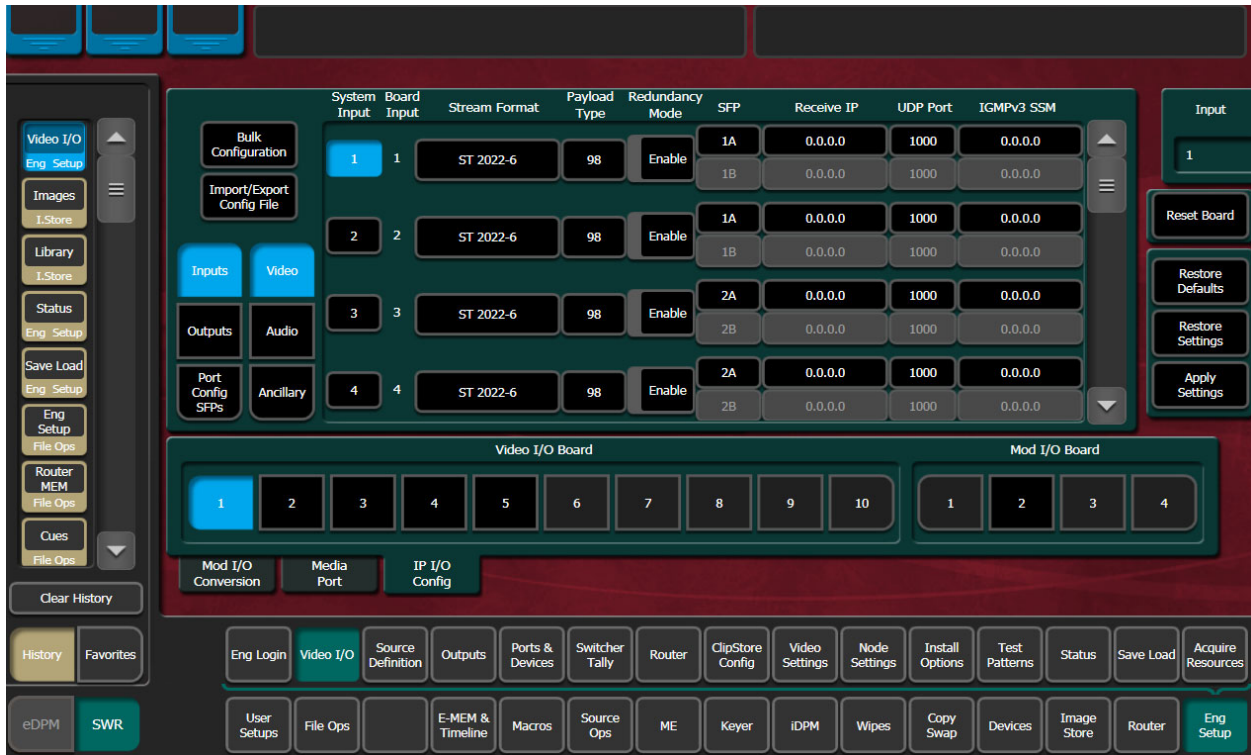 System Board Stream Format Payload Redundancy SFP Receive IP UDP Port IGMPv3 SSM
Input Input Type Mode
Input
Video I/O
Eng Setup
Images
I.Store
Library
I.Store
Status
Eng Setup
Save Load
Eng Setup
Eng
Setup
File Ops
Router
MEM
File Ops
Cues
File Ops
Clear History
History Favorites
eDPM SWR
Bulk
Configuration
Import/Export
Config File
Inputs Video
Outputs Audio
Port
Config
SFPs
Ancillary
1 1 ST 2022-6 98 Enable
1A 0.0.0.0 1000 0.0.0.0
1B 0.0.0.0 1000 0.0.0.0
2 2 ST 2022-6 98 Enable
1A 0.0.0.0 1000 0.0.0.0
1B 0.0.0.0 1000 0.0.0.0
3 3 ST 2022-6 98 Enable
2A 0.0.0.0 1000 0.0.0.0
2B 0.0.0.0 1000 0.0.0.0
4 4 ST 2022-6 98 Enable
2A 0.0.0.0 1000 0.0.0.0
2B 0.0.0.0 1000 0.0.0.0
1
Reset Board
Restore
Defaults
Restore
Settings
Apply
Settings
Video I/O Board
1 2 3 4 5 6 7 8 9 10
Mod I/O Board
1 2 3 4
Mod I/O
Conversion
Media
Port
IP I/O
Config
Eng Login
Video I/O
Source
Definition
Outputs
Ports &
Devices
Switcher
Tally
Router
ClipStore
Config
Video
Settings
Node
Settings
Install
Options
Test
Patterns
Status
Save Load
Acquire
Resources
User
Setups
File Ops
E-MEM &
Timeline
Macros
Source
Ops
ME
Keyer
iDPM
Wipes
Copy
Swap
Devices
Image
Store
Router
Eng
Setup